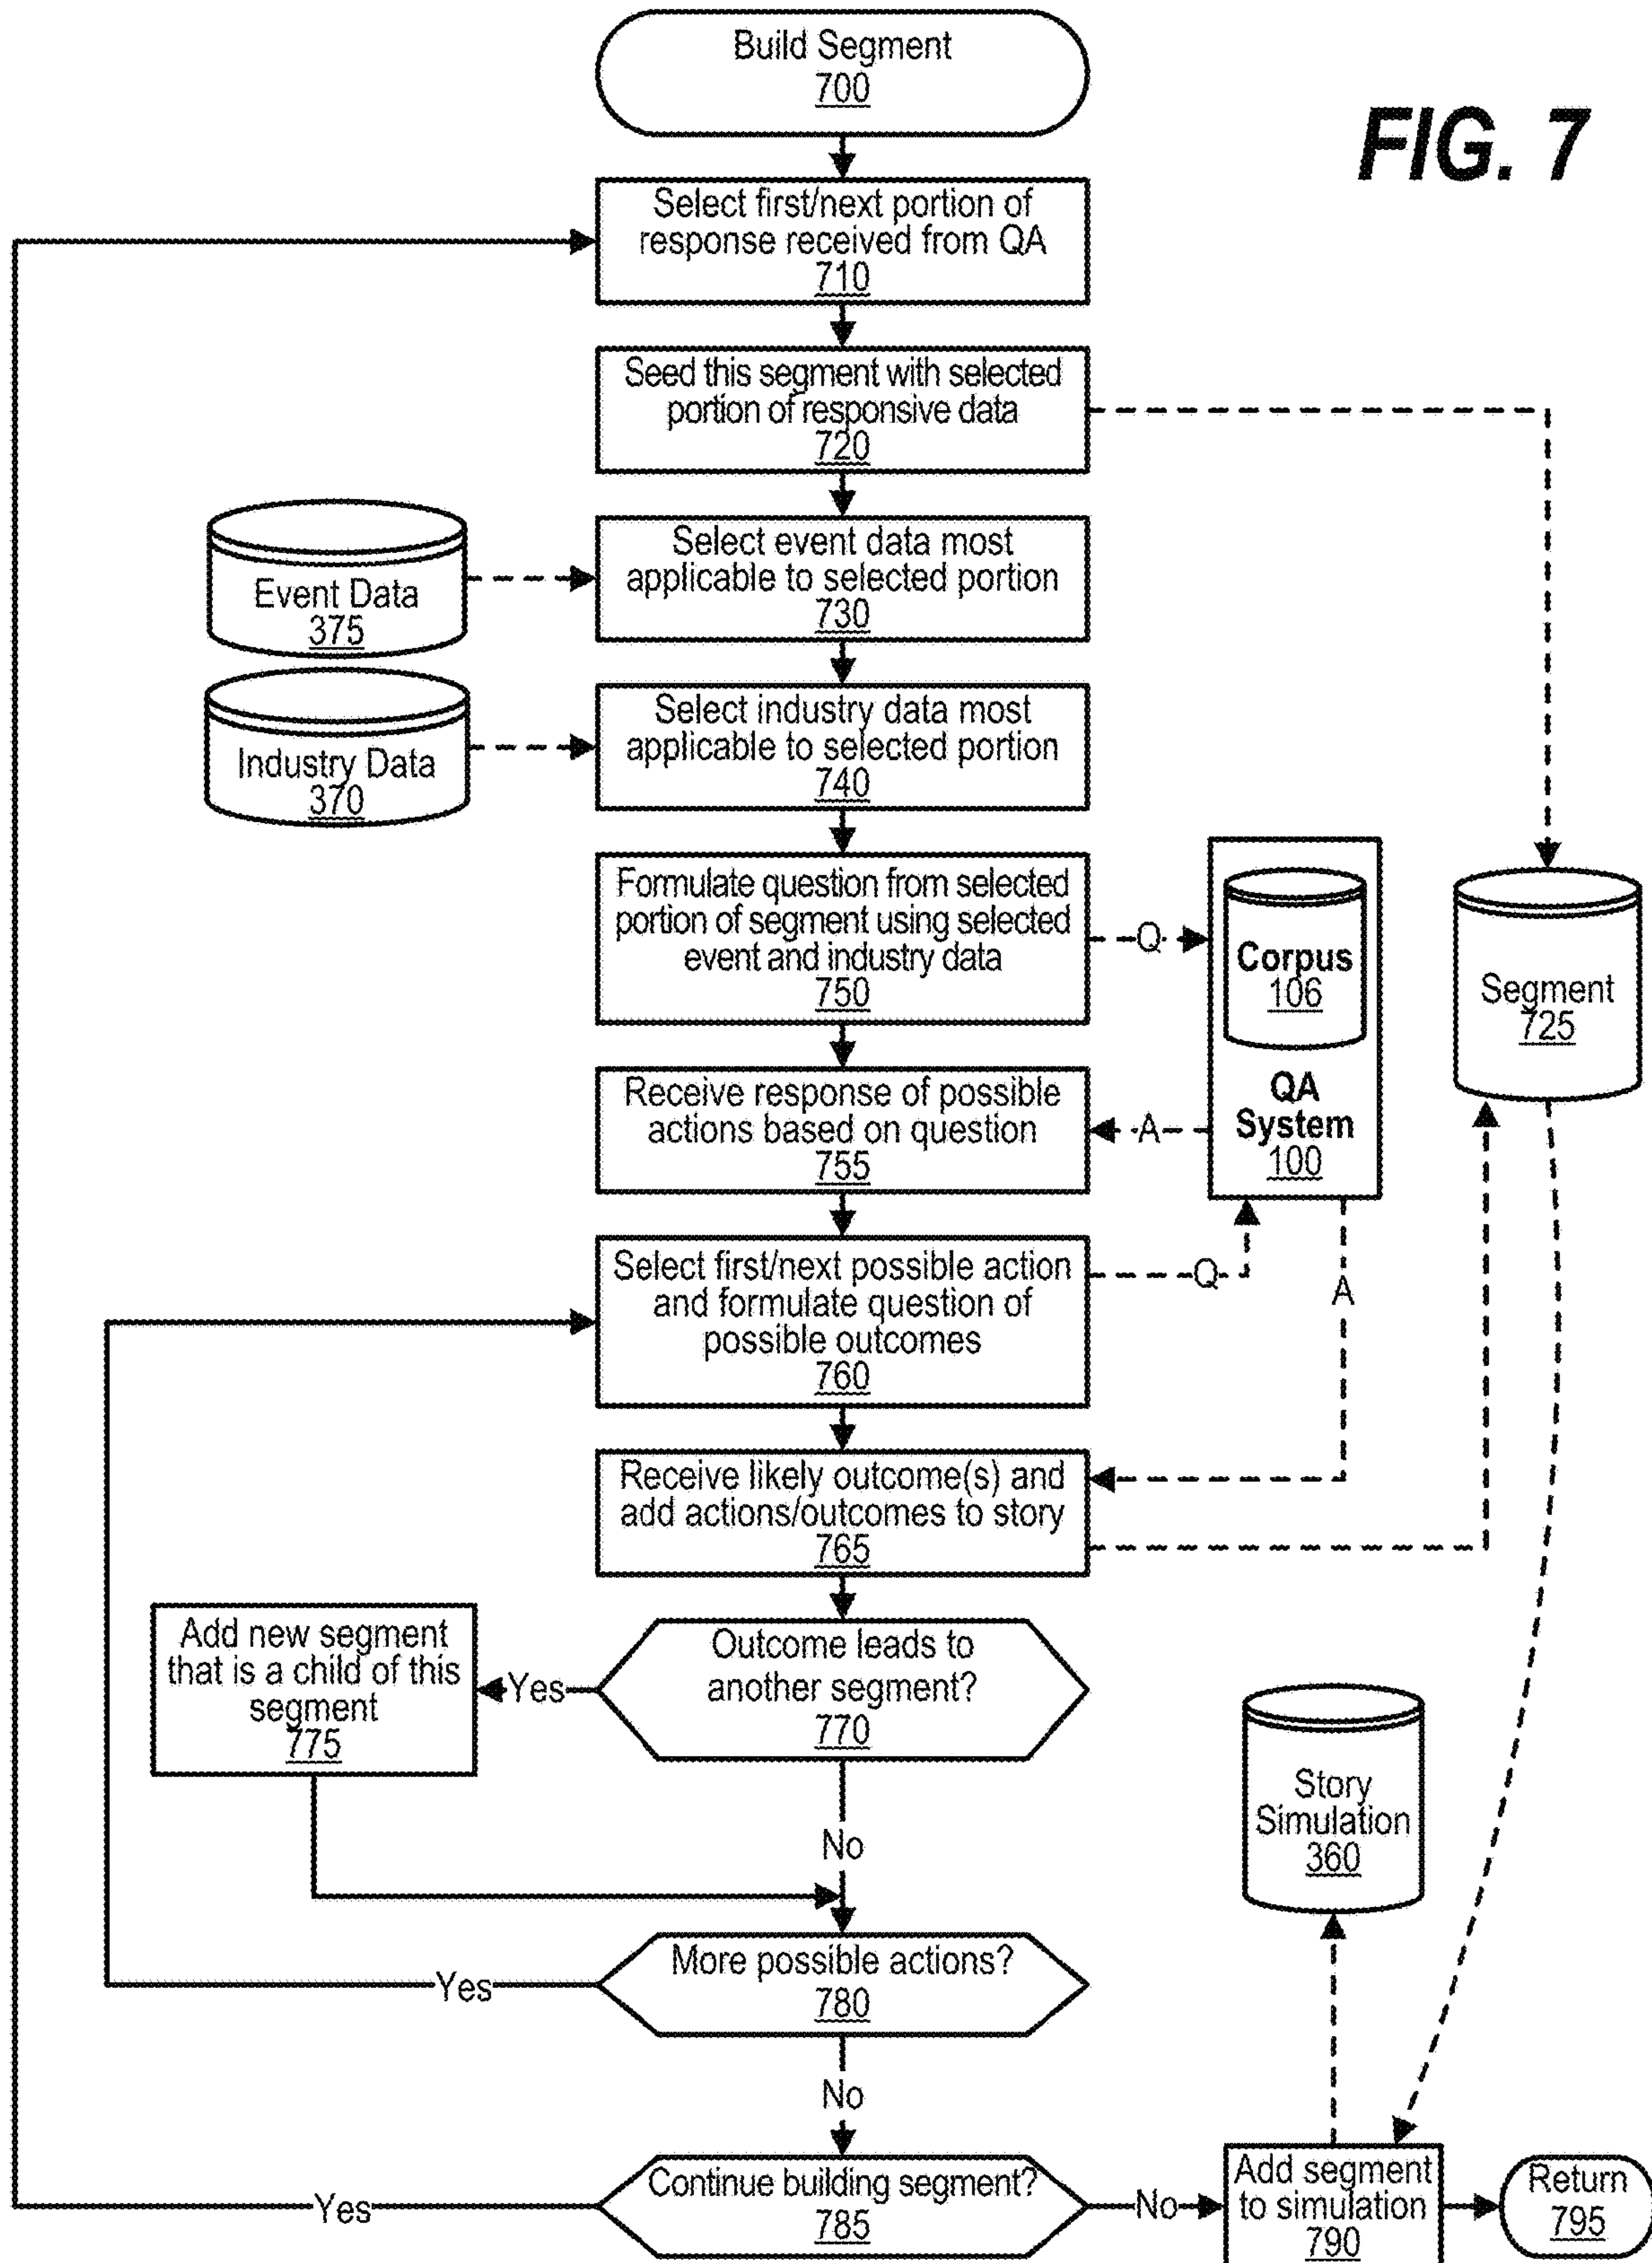 Build Segment
700
FIG. 7
Select first/next portion of
response received from QA
710
Seed this segment with selected
portion of responsive data
720
Event Data
375
Select event data most
applicable to selected portion
730
Industry Data
370
Select industry data most
applicable to selected portion
740
Formulate question from selected
portion of segment using selected
event and industry data
750
Q
Corpus
106
QA
System
100
Segment
725
Receive response of possible
actions based on question
755
A
Select first/next possible action
and formulate question of
possible outcomes
760
Q
A
Receive likely outcome(s) and
add actions/outcomes to story
765
Outcome leads to
another segment?
770
Yes
Add new segment
that is a child of this
segment
775
No
Story
Simulation
360
More possible actions?
780
Yes
No
Continue building segment?
785
Yes
No
Add segment
to simulation
790
Return
795